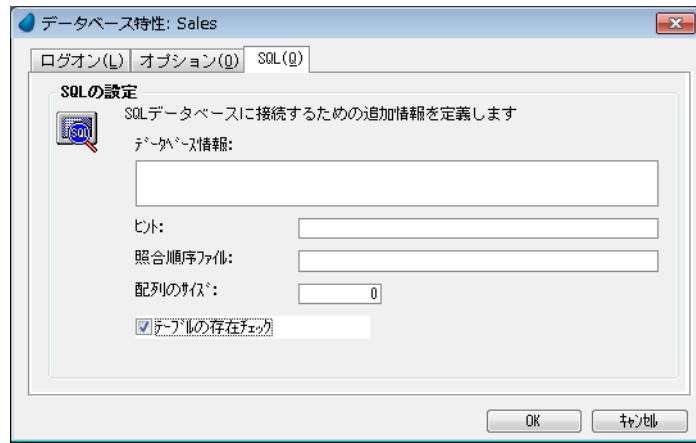 データベース特性: Sales
ログオン(L) オプション(O) SQL(Q)
SQLの設定
SQL
SQLデータベースに接続するための追加情報を定義します
ﾃﾞｰﾀﾍﾞｰｽ情報:
ﾋﾝﾄ:
照合順序ﾌｧｲﾙ:
配列のｻｲｽﾞ: 0
ﾃｰﾌﾞﾙの存在ﾁｪｯｸ
OK ｷｬﾝｾﾙ